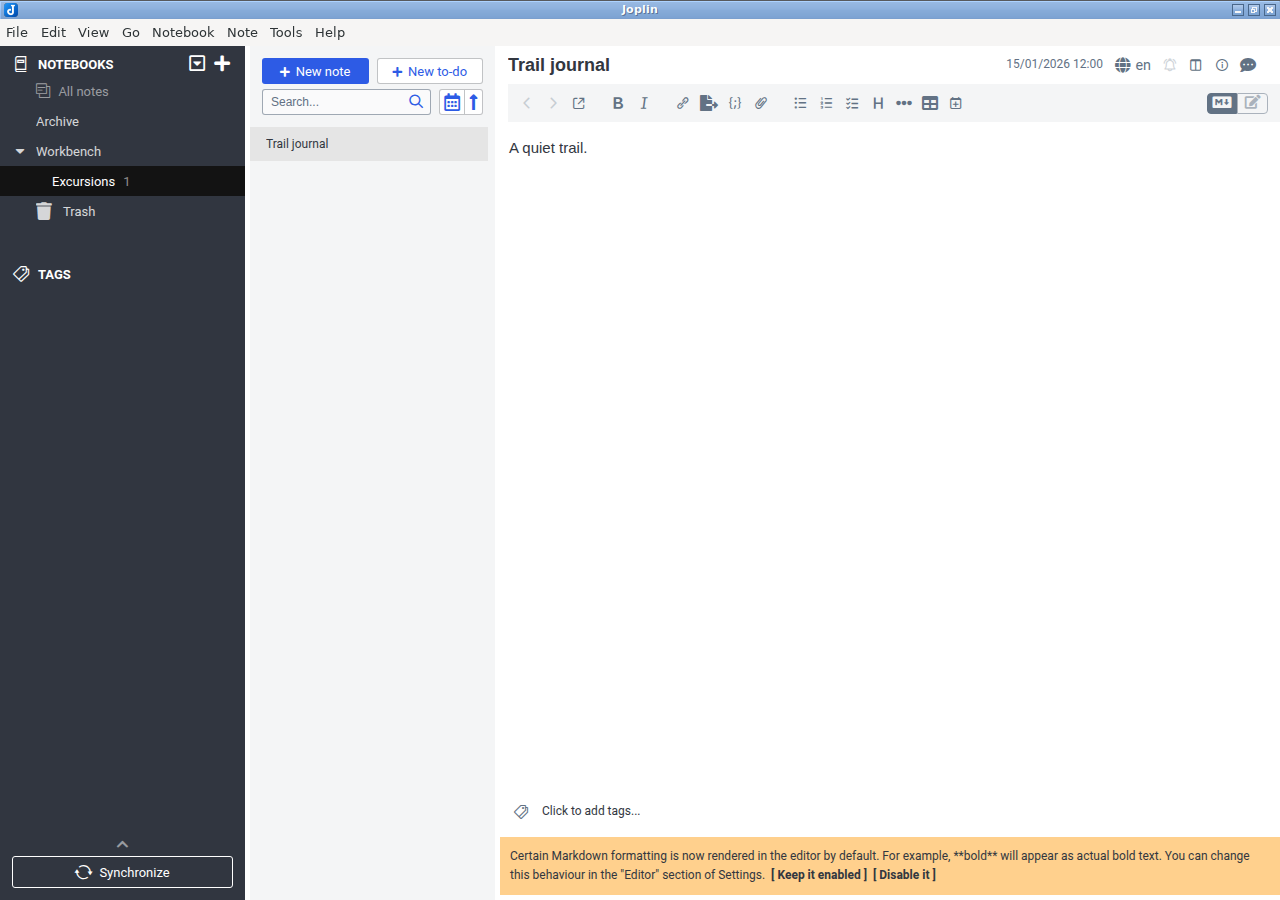 Joplin
File Edit View Go Notebook Note Tools Help
NOTEBOOKS
All notes
Archive
Workbench
Excursions 1
Trash
TAGS
Synchronize
New note
New to-do
Search...
Trail journal
Trail journal
15/01/2026 12:00
en
A quiet trail.
Click to add tags...
Certain Markdown formatting is now rendered in the editor by default. For example, **bold** will appear as actual bold text. You can change
this behaviour in the "Editor" section of Settings. [ Keep it enabled ] [ Disable it ]